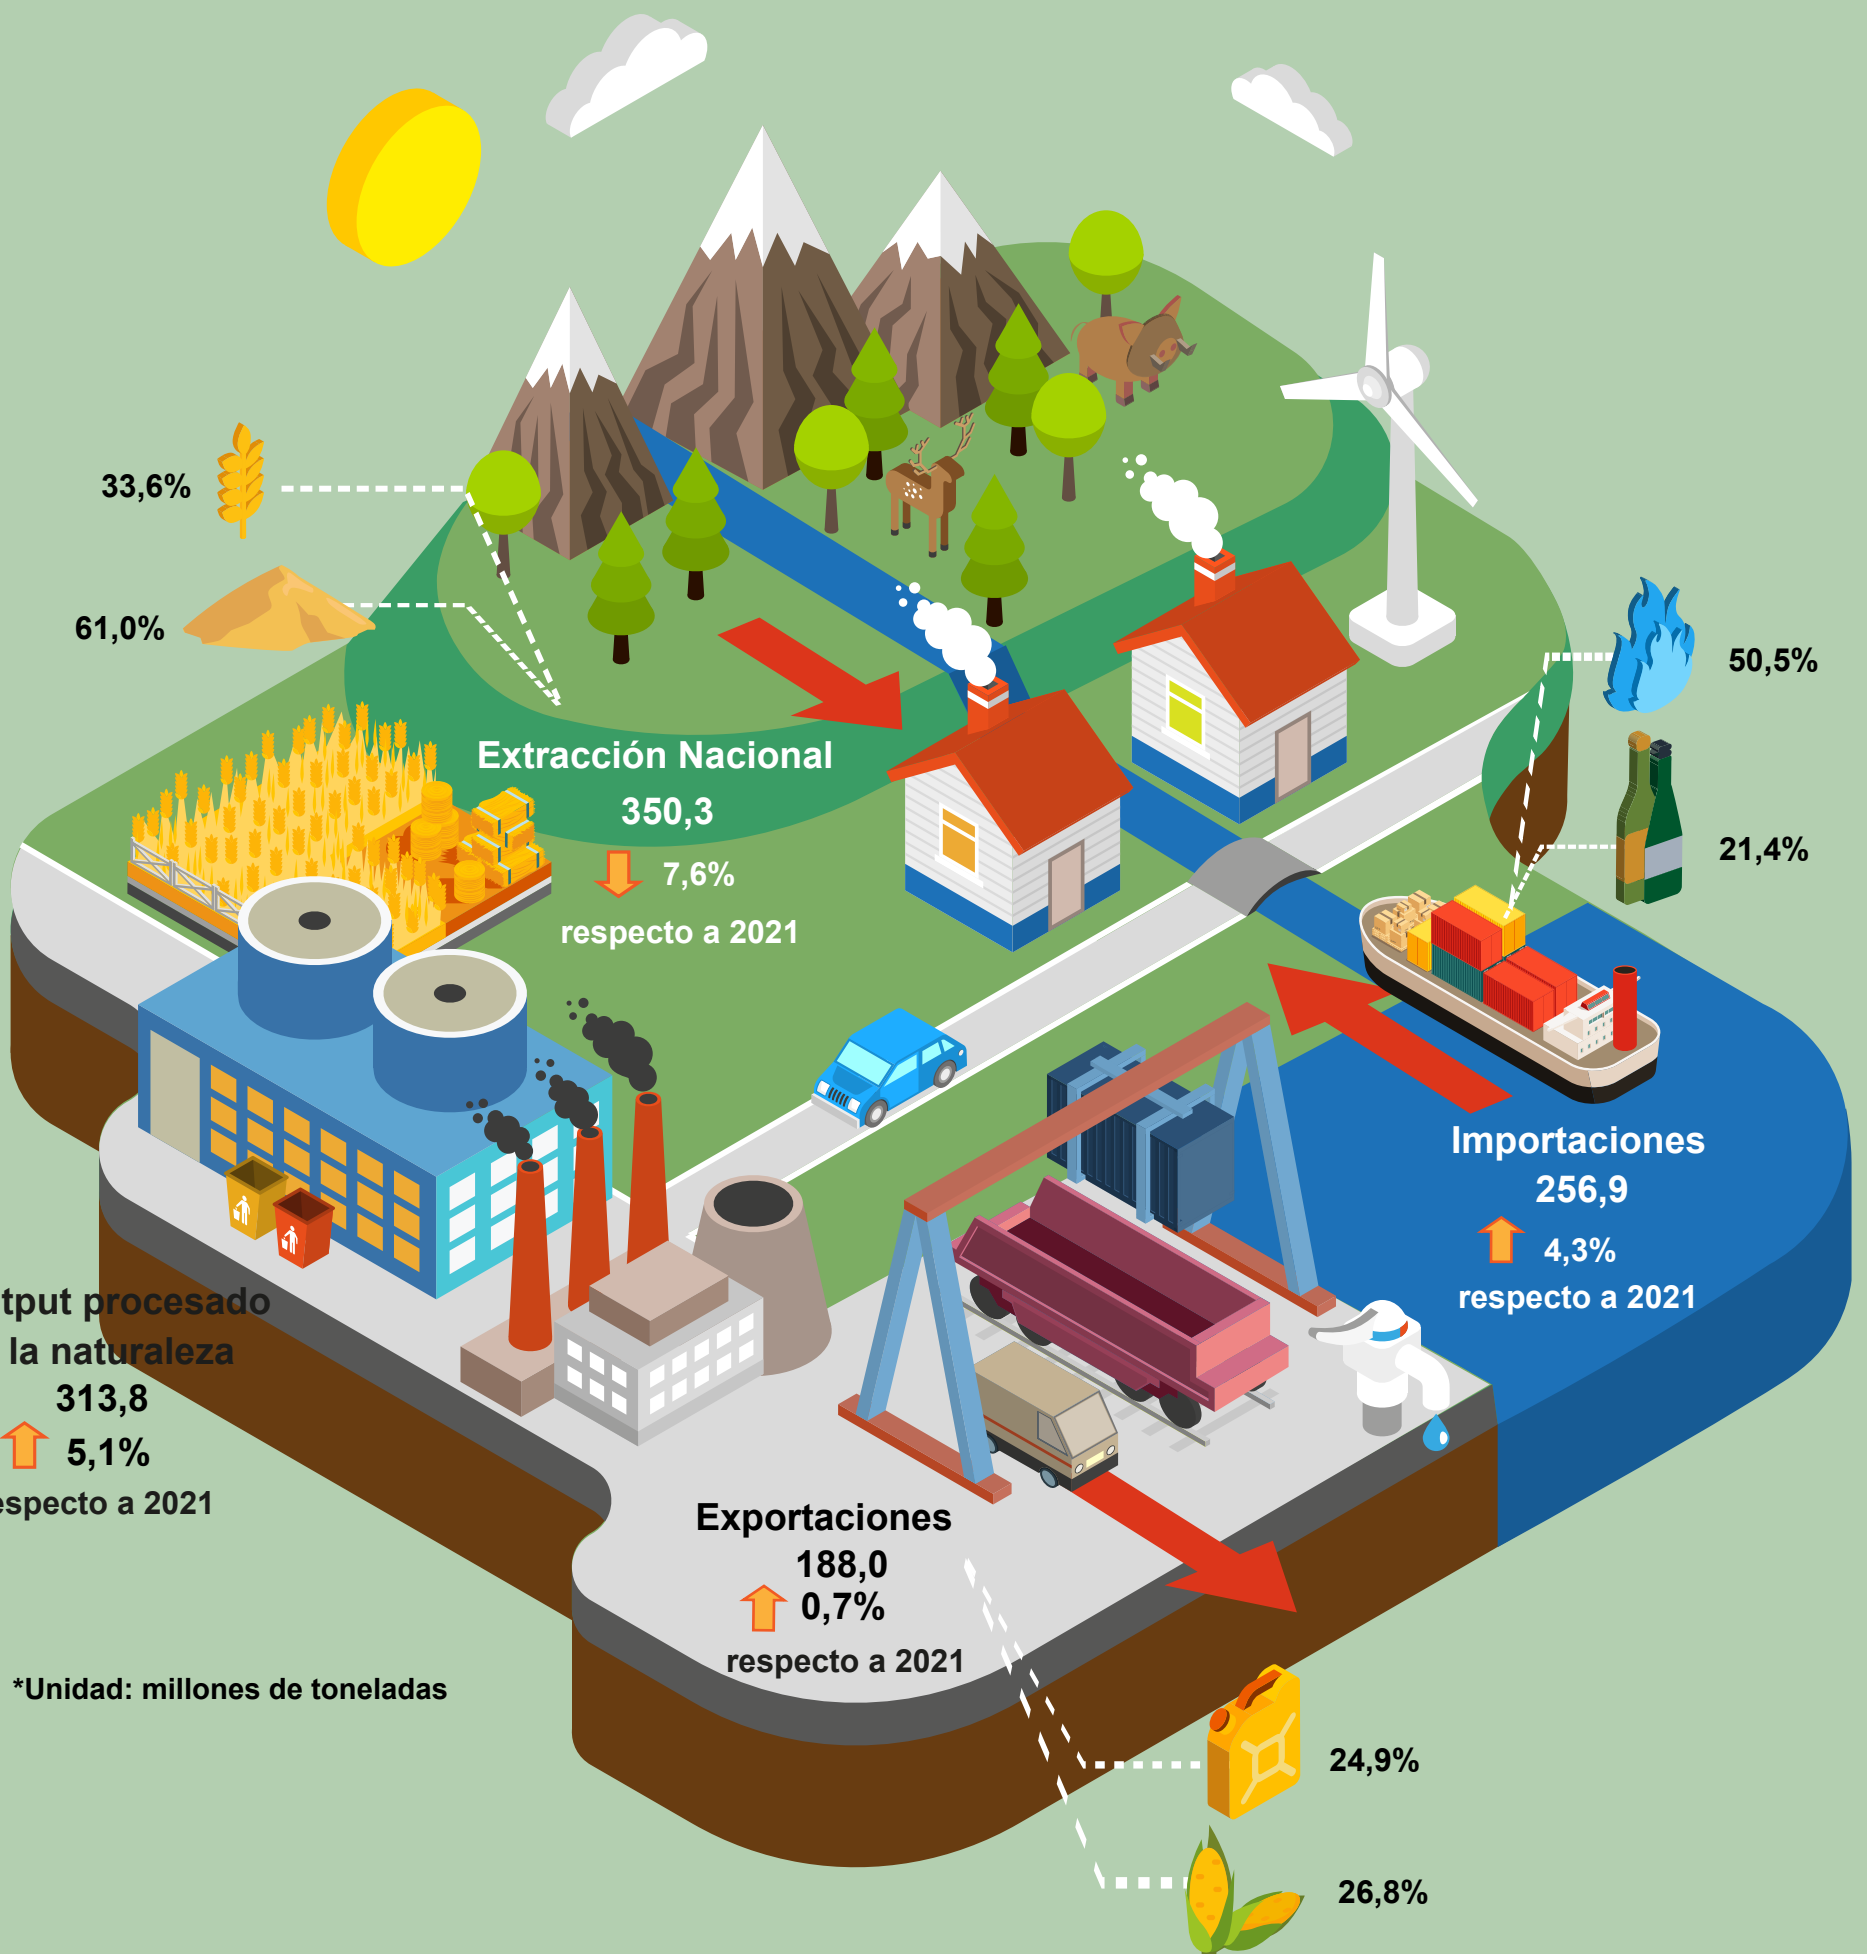 33,6%
61,0%
50,5%
21,4%
Extracción Nacional
350,3
7,6%
respecto a 2021
Importaciones
256,9
4,3%
respecto a 2021
tput procesado
la naturaleza
313,8
5,1%
especto a 2021
Exportaciones
188,0
0,7%
respecto a 2021
*Unidad: millones de toneladas
24,9%
26,8%